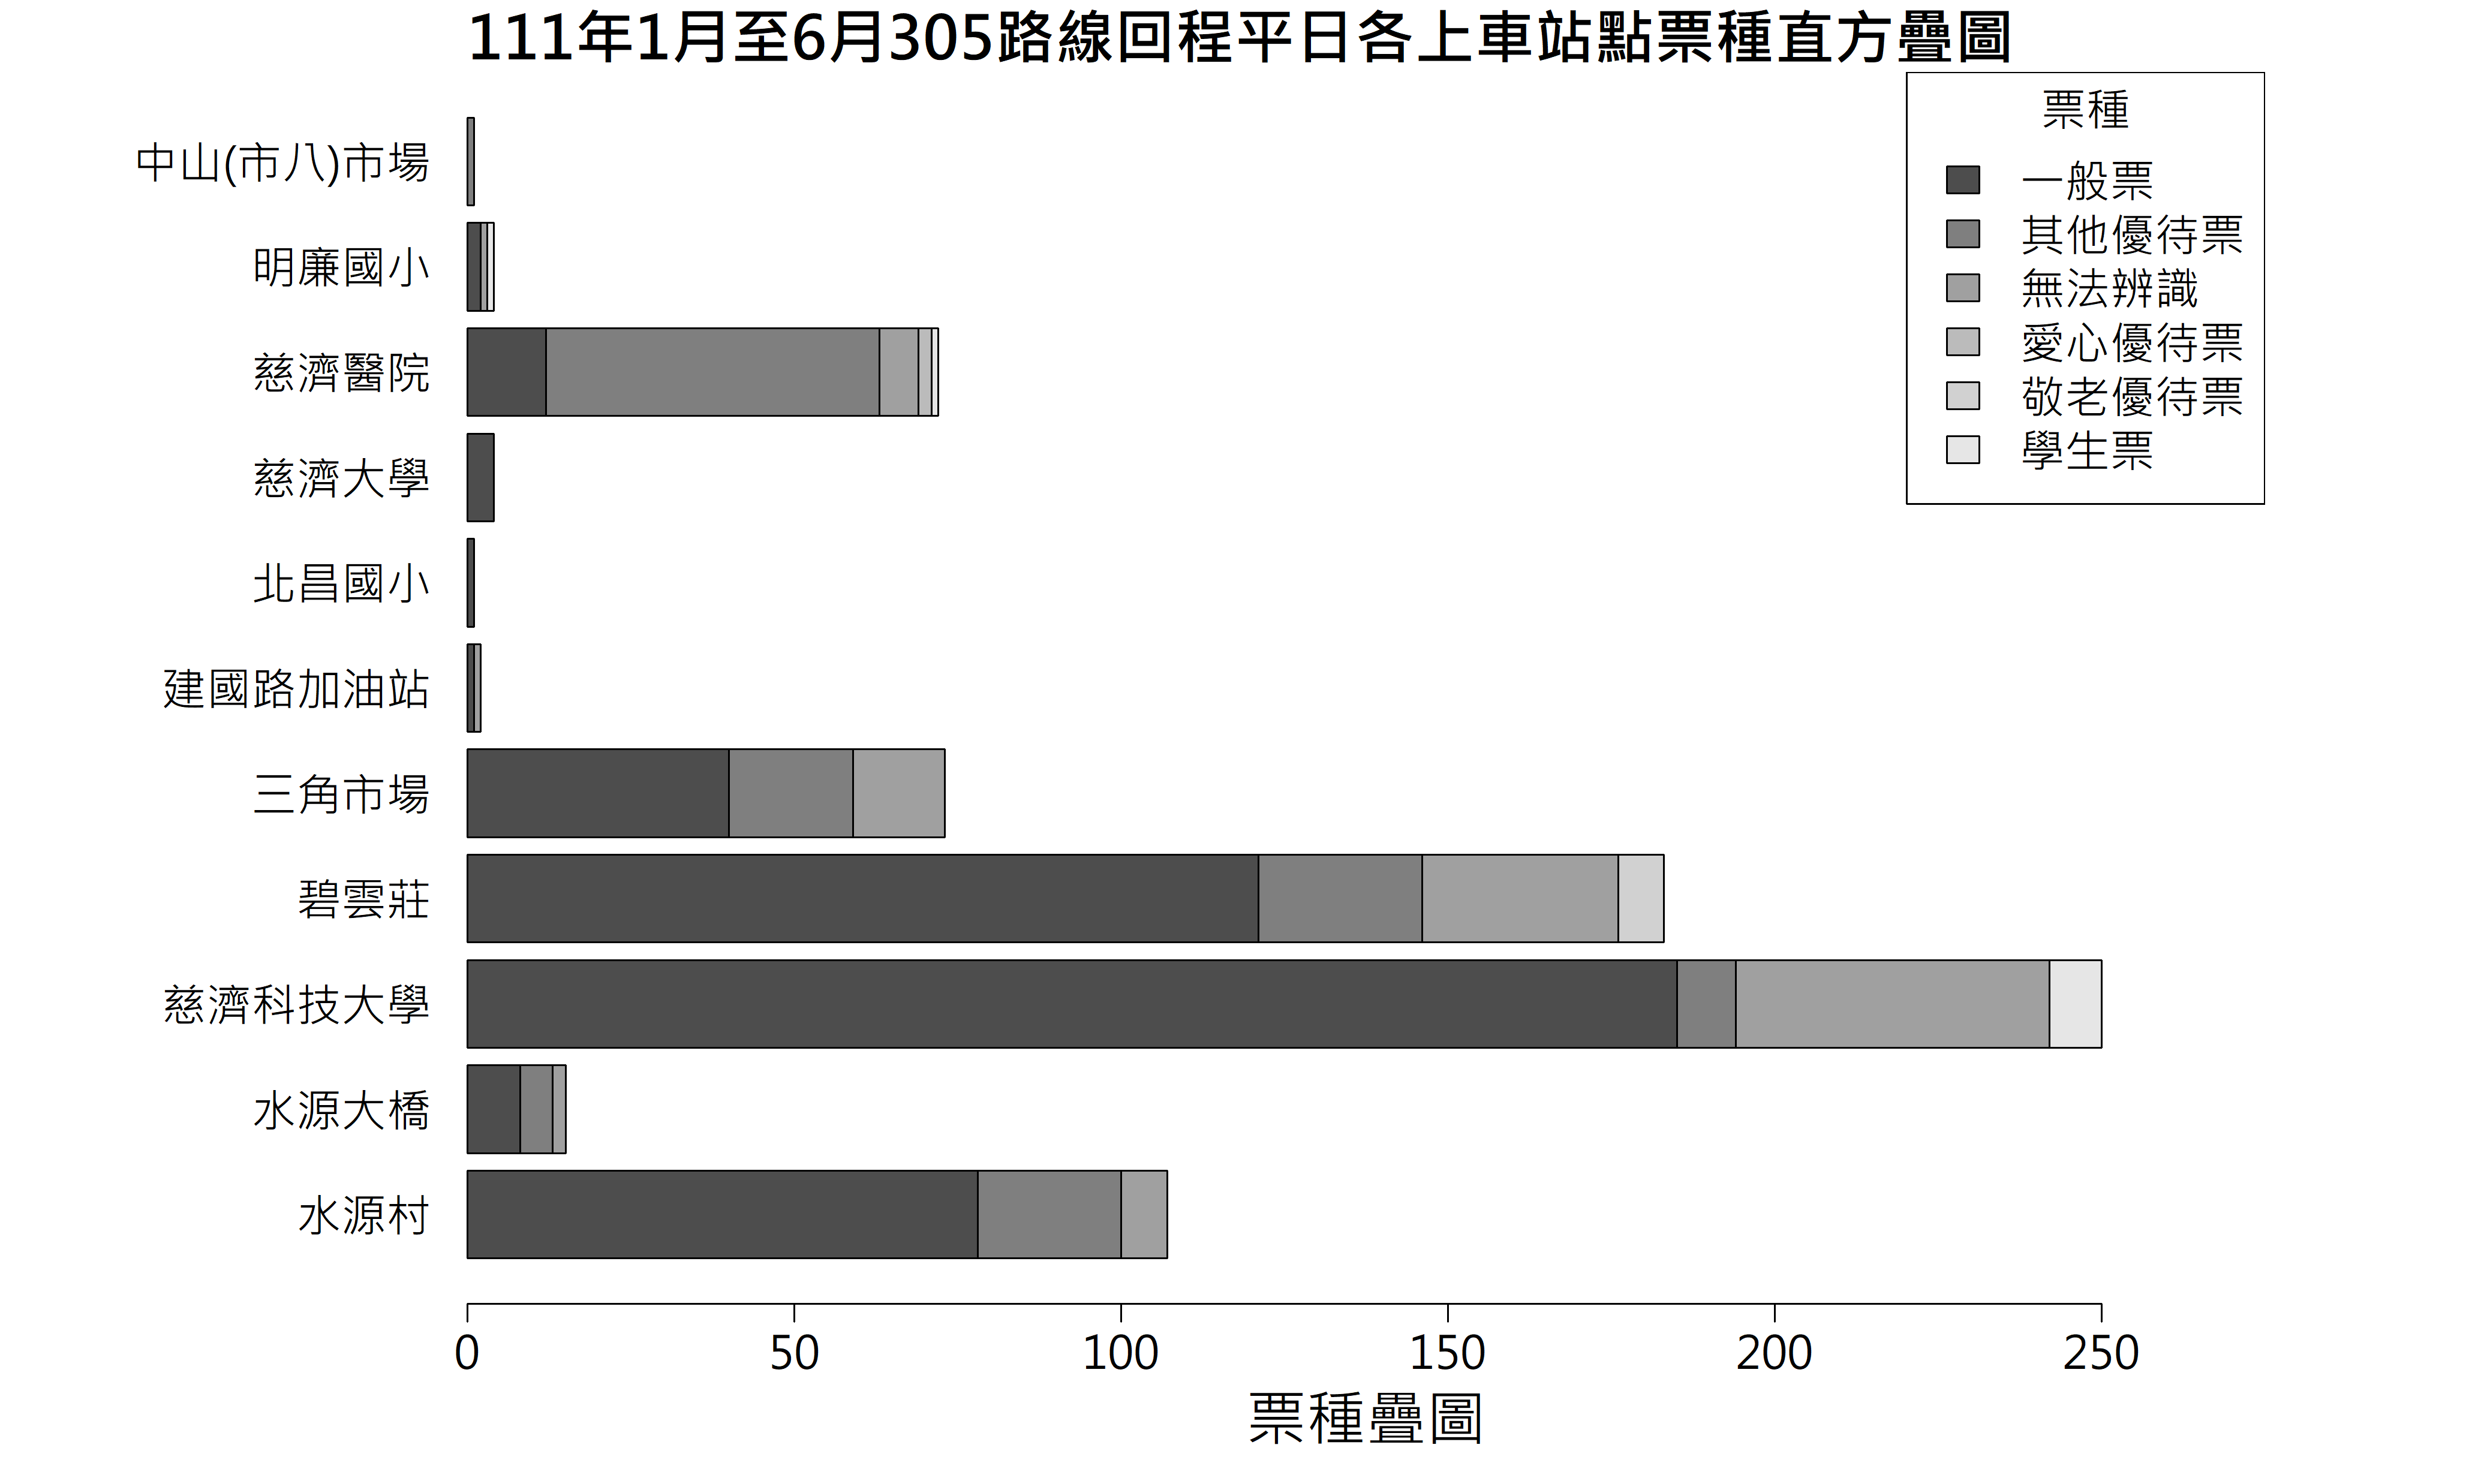 111年1月至6月305路線回程平日各上車站點票種直方疊圖
票種
一般票
其他優待票
無法辨識
愛心優待票
敬老優待票
學生票
中山(市八)市場
明廉國小
慈濟醫院
慈濟大學
北昌國小
建國路加油站
三角市場
碧雲莊
慈濟科技大學
水源大橋
水源村
0 50 100 150 200 250
票種疊圖